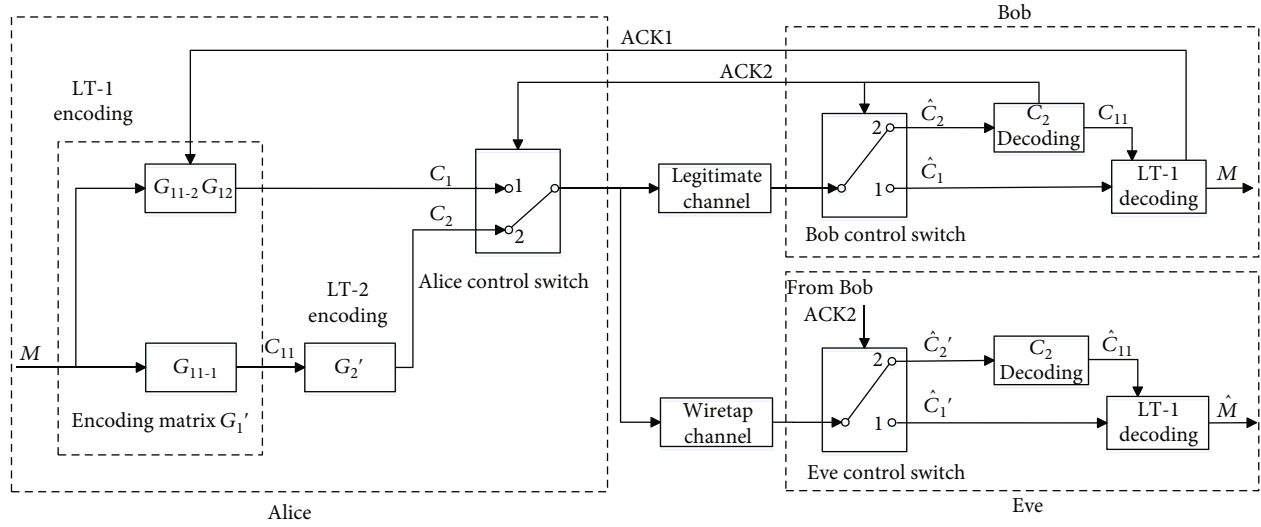 Bob
ACK1
ACK2
LT-1
encoding
Ĉ₂
C₂
Decoding
C₁₁
2
G₁₁₋₂ G₁₂
C₁
1
Legitimate
channel
Ĉ₁
1
LT-1
decoding
M
C₂
2
Bob control switch
Alice control switch
LT-2
encoding
From Bob
ACK2
M
G₁₁₋₁
C₁₁
G₂′
2
Ĉ₂′
C₂
Decoding
Ĉ₁₁
Encoding matrix G₁′
Wiretap
channel
1
Ĉ₁′
LT-1
decoding
M̂
Eve control switch
Alice
Eve